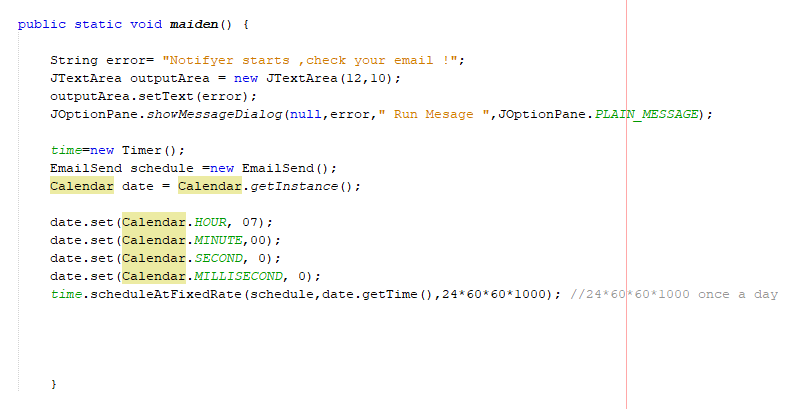 public static void maiden() {
String error= "Notifyer starts ,check your email !";
JTextArea outputArea = new JTextArea(12,10);
outputArea.setText(error);
JOptionPane.showMessageDialog(null,error," Run Mesage ",JOptionPane.PLAIN_MESSAGE);
time=new Timer();
EmailSend schedule =new EmailSend();
Calendar date = Calendar.getInstance();
date.set(Calendar.HOUR, 07);
date.set(Calendar.MINUTE,00);
date.set(Calendar.SECOND, 0);
date.set(Calendar.MILLISECOND, 0);
time.scheduleAtFixedRate(schedule,date.getTime(),24*60*60*1000); //24*60*60*1000 once a day
}